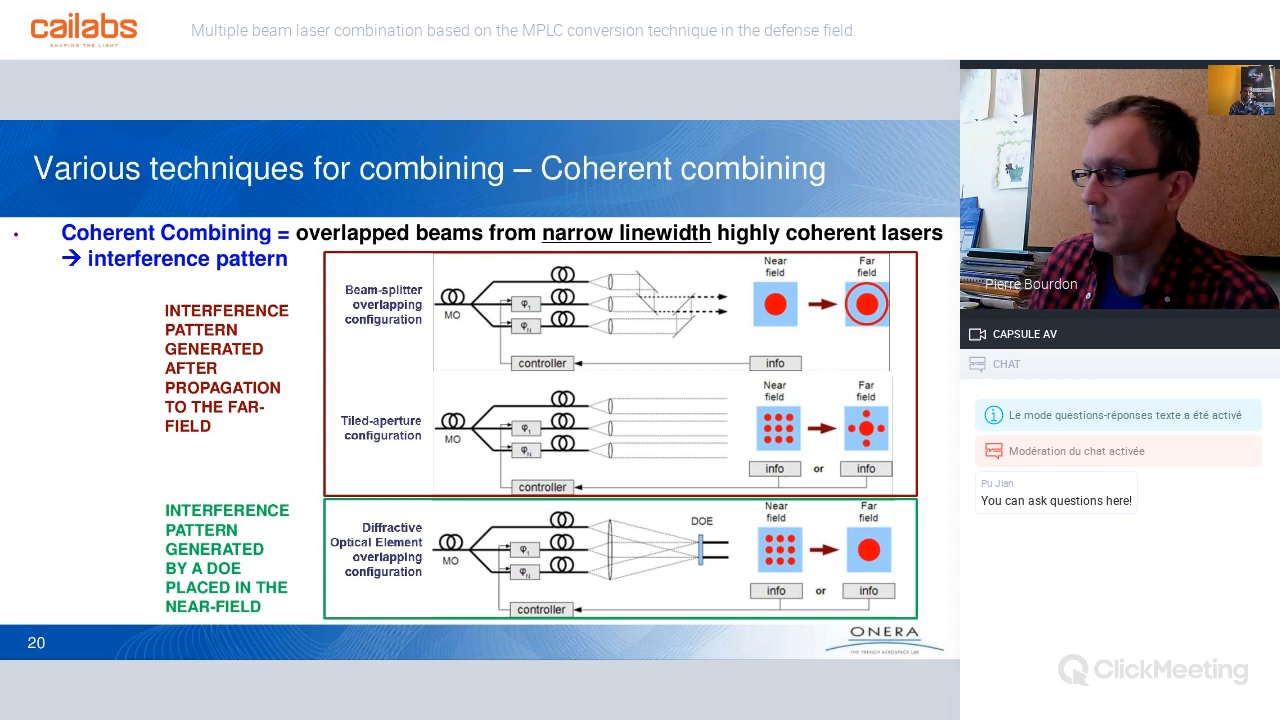 cailabs
SHAPING THE LIGHT
Multiple beam laser combination based on the MPLC conversion technique in the defense field.
Various techniques for combining – Coherent combining
• Coherent Combining = overlapped beams from narrow linewidth highly coherent lasers
→ interference pattern
INTERFERENCE
PATTERN
GENERATED
AFTER
PROPAGATION
TO THE FAR-
FIELD
Beam-splitter
overlapping
configuration
MO
φ1
φN
controller
info
Near
field
Far
field
Tiled-aperture
configuration
MO
φ1
φN
controller
Near
field
Far
field
info or info
INTERFERENCE
PATTERN
GENERATED
BY A DOE
PLACED IN THE
NEAR-FIELD
Diffractive
Optical Element
overlapping
configuration
MO
φ1
φN
controller
DOE
Near
field
Far
field
info or info
20
ONERA
THE FRENCH AEROSPACE LAB
Pierre Bourdon
CAPSULE AV
CHAT
Le mode questions-réponses texte a été activé
Modération du chat activée
Pu Jian
You can ask questions here!
ClickMeeting